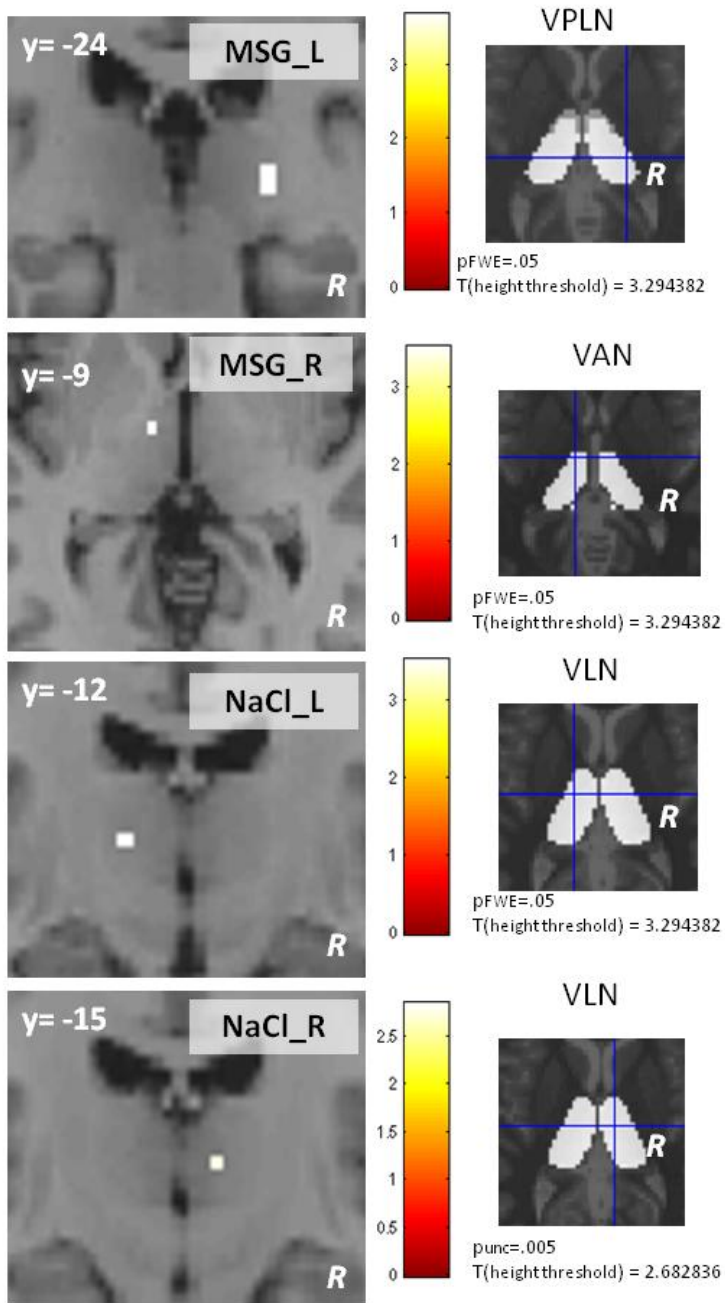 y= -24
MSG_L
R
3
2
1
0
VPLN
R
pFWE=.05
T(heightthreshold) = 3.294382
y= -9
MSG_R
R
3
2
1
0
VAN
R
pFWE=.05
T(heightthreshold) = 3.294382
y= -12
NaCl_L
R
3
2
1
0
VLN
R
pFWE=.05
T(heightthreshold) = 3.294382
y= -15
NaCl_R
R
2.5
2
1.5
1
0.5
0
VLN
R
punc=.005
T(heightthreshold) = 2.682836